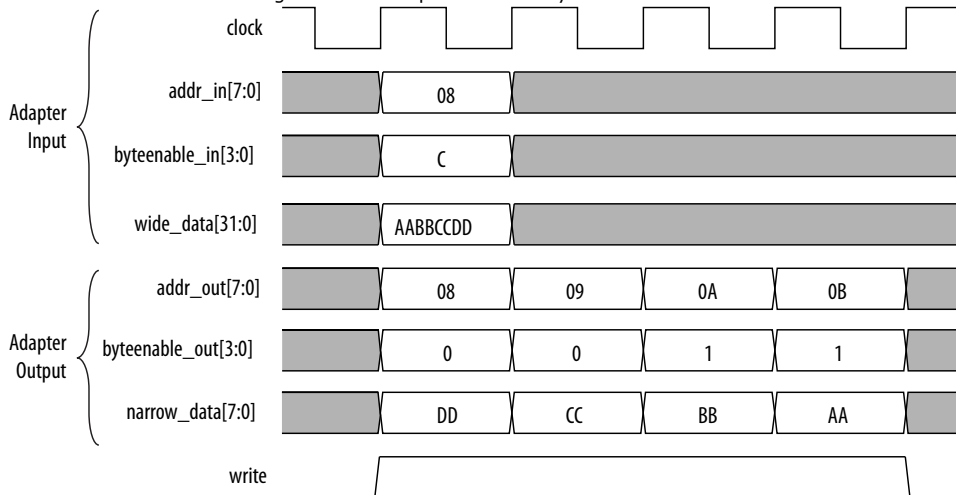 clock
addr_in[7:0]
08
Adapter
Input
byteenable_in[3:0]
C
wide_data[31:0]
AABBCCDD
addr_out[7:0]
08 09 0A 0B
Adapter
Output
byteenable_out[3:0]
0 0 1 1
narrow_data[7:0]
DD CC BB AA
write